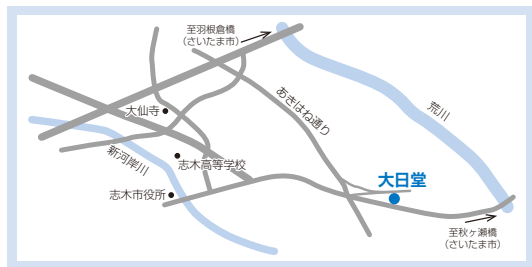 至羽根倉橋
（さいたま市）
大仙寺
あきはね通り
荒川
新河岸川
志木高等学校
大日堂
志木市役所
至秋ヶ瀬橋
（さいたま市）